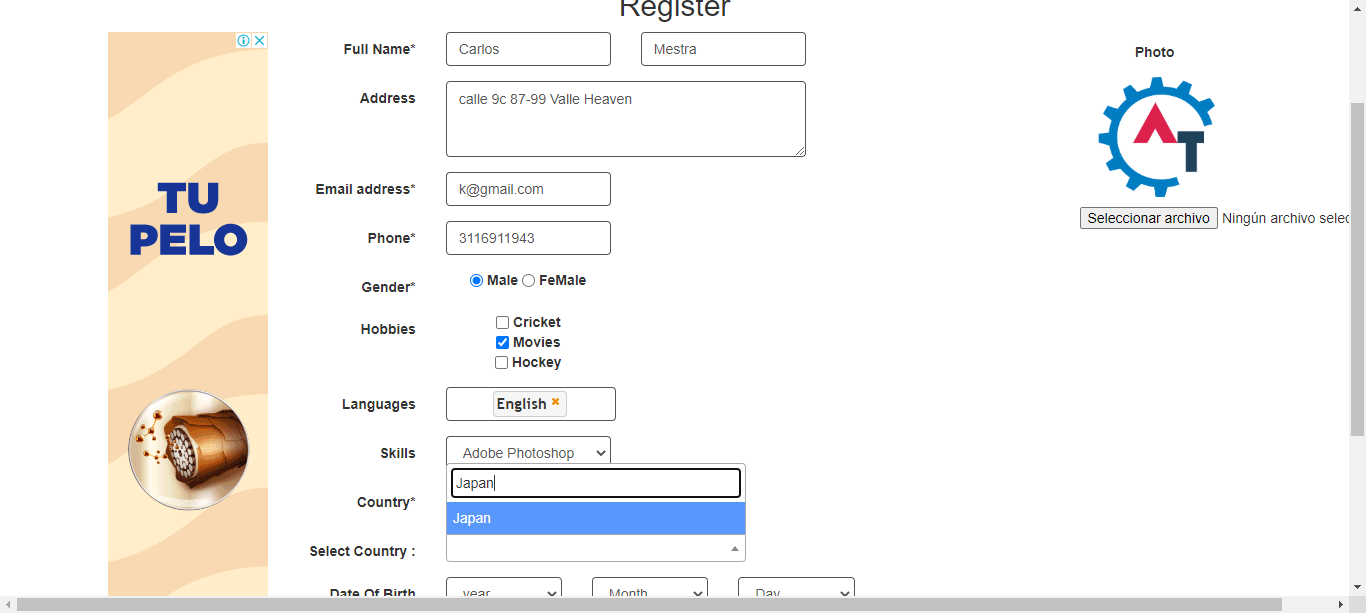 Register
TU
PELO
Full Name*
Carlos
Mestra
Address
calle 9c 87-99 Valle Heaven
Email address*
k@gmail.com
Phone*
3116911943
Gender*
Male
FeMale
Hobbies
Cricket
Movies
Hockey
Languages
English
Skills
Adobe Photoshop
Country*
Japan
Japan
Select Country :
Date Of Birth
year
Month
Day
Photo
AT
Seleccionar archivo
Ningún archivo selec